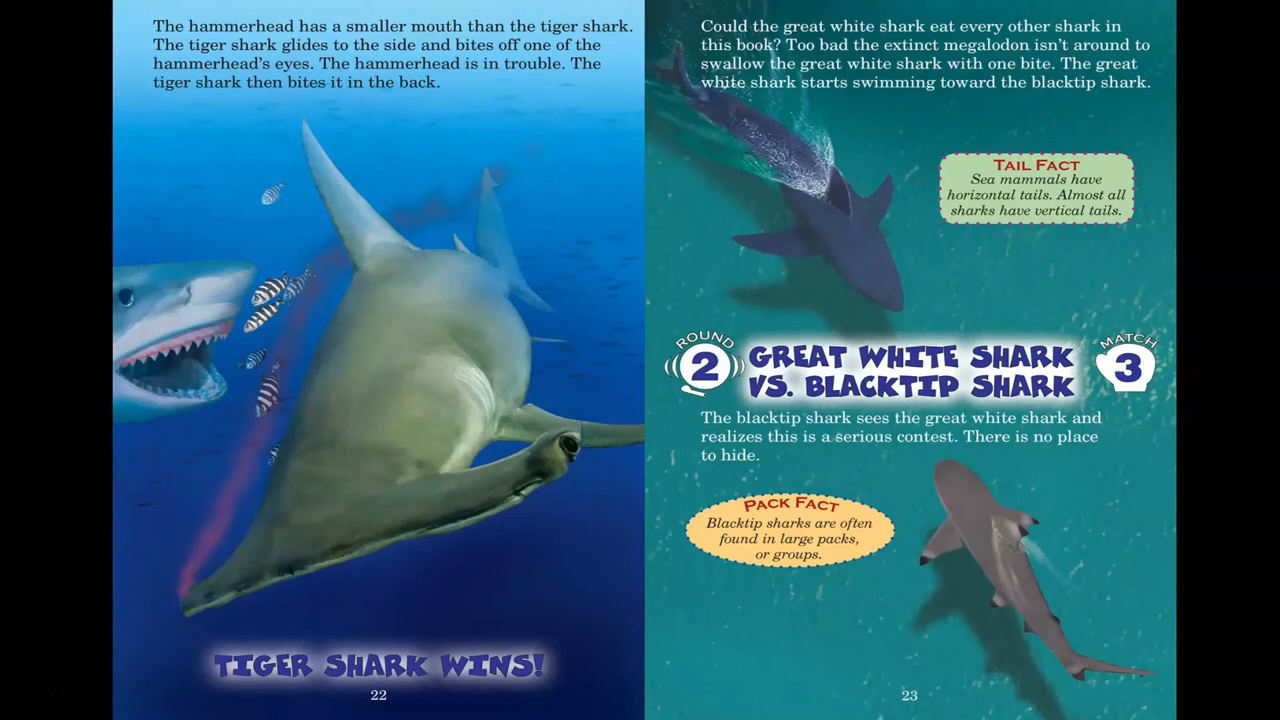 The hammerhead has a smaller mouth than the tiger shark.
The tiger shark glides to the side and bites off one of the
hammerhead's eyes. The hammerhead is in trouble. The
tiger shark then bites it in the back.
TIGER SHARK WINS!
22
Could the great white shark eat every other shark in
this book? Too bad the extinct megalodon isn't around to
swallow the great white shark with one bite. The great
white shark starts swimming toward the blacktip shark.
TAIL FACT
Sea mammals have
horizontal tails. Almost all
sharks have vertical tails.
ROUND
2
GREAT WHITE SHARK
VS. BLACKTIP SHARK
MATCH
3
The blacktip shark sees the great white shark and
realizes this is a serious contest. There is no place
to hide.
PACK FACT
Blacktip sharks are often
found in large packs,
or groups.
23